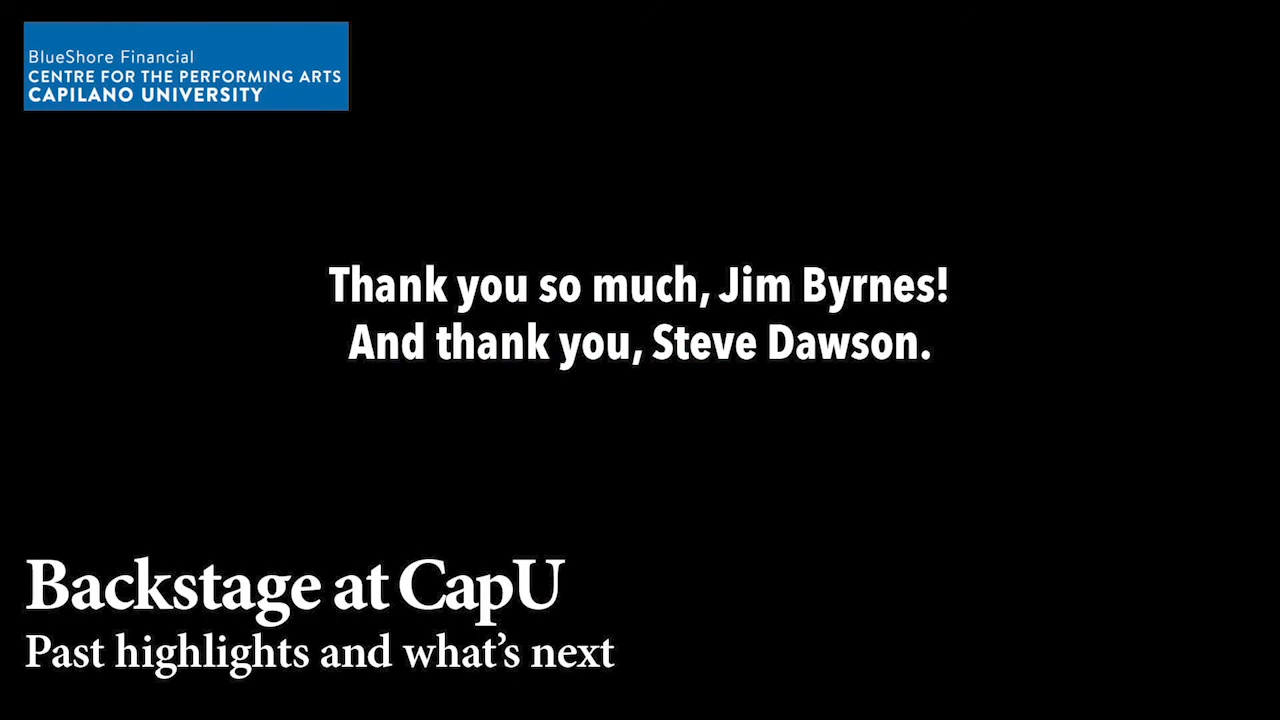 BlueShore Financial
CENTRE FOR THE PERFORMING ARTS
CAPILANO UNIVERSITY
Thank you so much, Jim Byrnes!
And thank you, Steve Dawson.
Backstage at CapU
Past highlights and what’s next